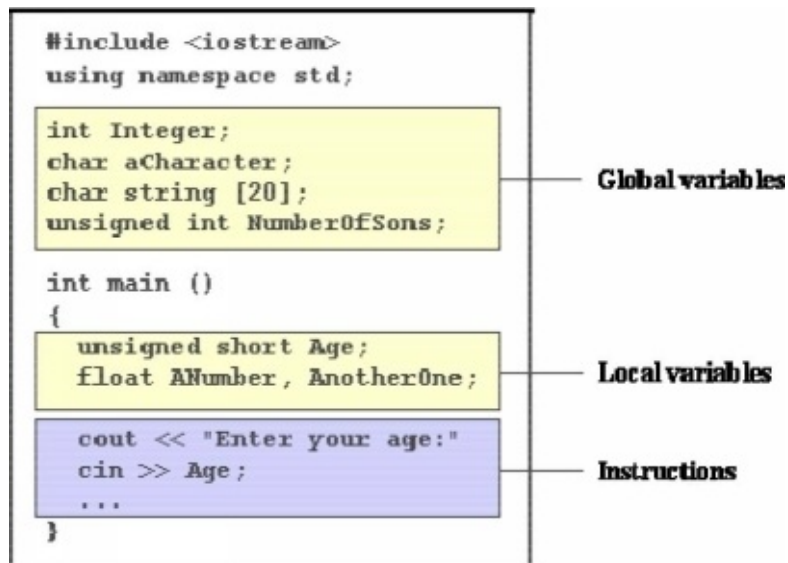 #include <iostream>
using namespace std;
int Integer;
char aCharacter;
char string [20];
unsigned int NumberOfSons;
Global variables
int main ()
{
unsigned short Age;
float ANumber, AnotherOne;
Local variables
cout << "Enter your age:"
cin >> Age;
...
Instructions
}